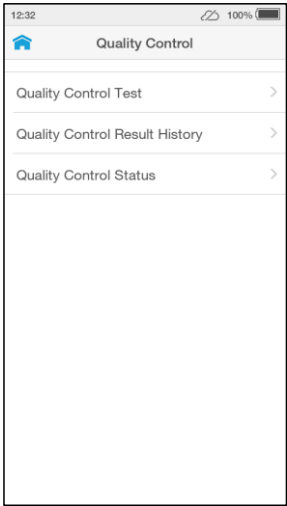 12:32 100%
Quality Control
Quality Control Test
Quality Control Result History
Quality Control Status